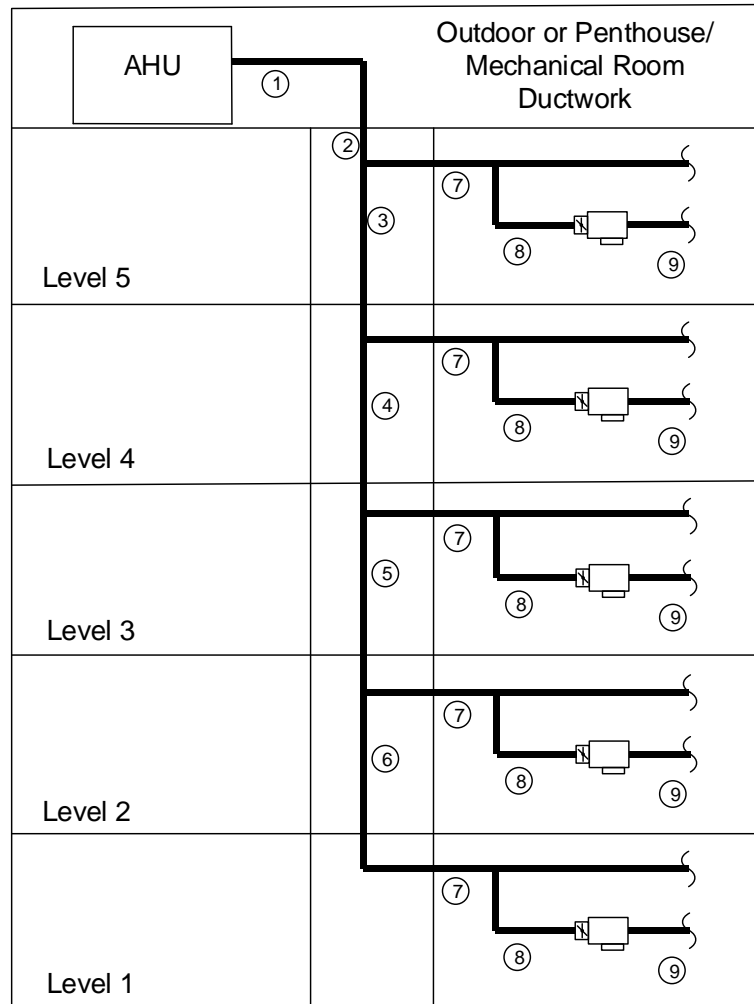 AHU
Outdoor or Penthouse/
Mechanical Room
Ductwork
1
2
7
3
8
9
Level 5
7
4
8
9
Level 4
7
5
8
9
Level 3
7
6
8
9
Level 2
7
8
9
Level 1